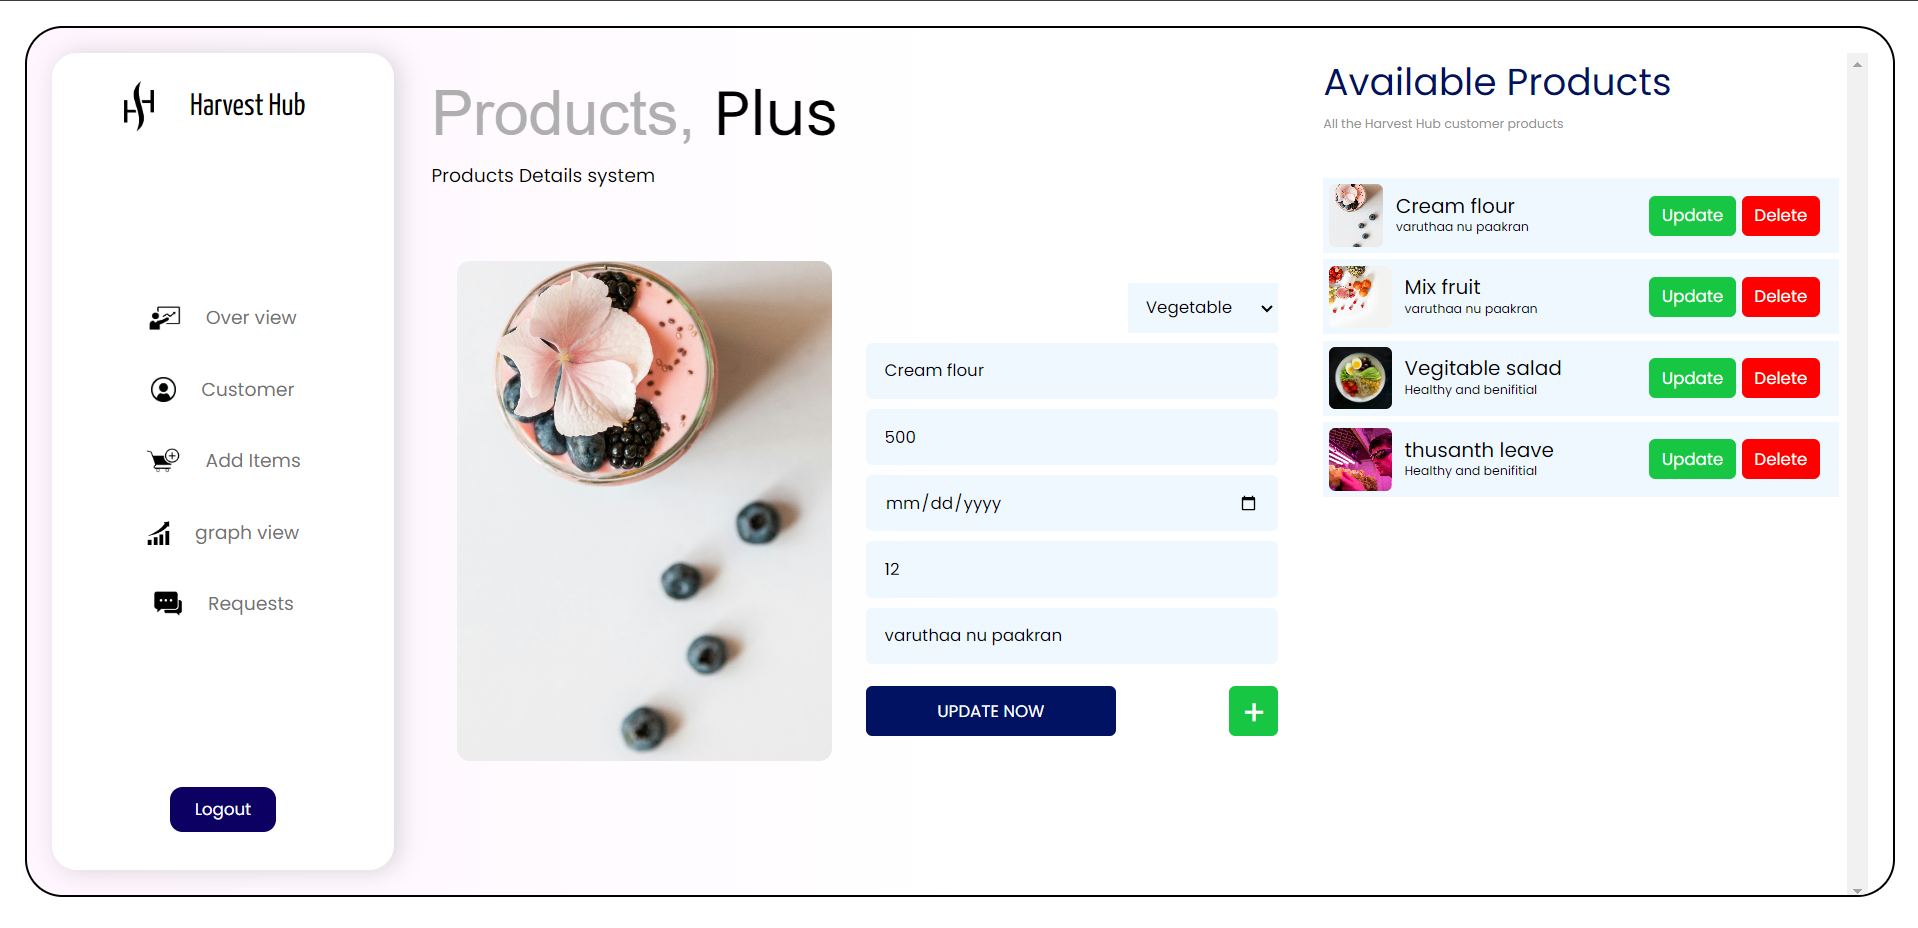 Harvest Hub
Over view
Customer
Add Items
graph view
Requests
Logout
Products, Plus
Products Details system
Vegetable
Cream flour
500
mm/dd/yyyy
12
varuthaa nu paakran
UPDATE NOW
+
Available Products
All the Harvest Hub customer products
Cream flour
varuthaa nu paakran
Update Delete
Mix fruit
varuthaa nu paakran
Update Delete
Vegitable salad
Healthy and benifitial
Update Delete
thusanth leave
Healthy and benifitial
Update Delete